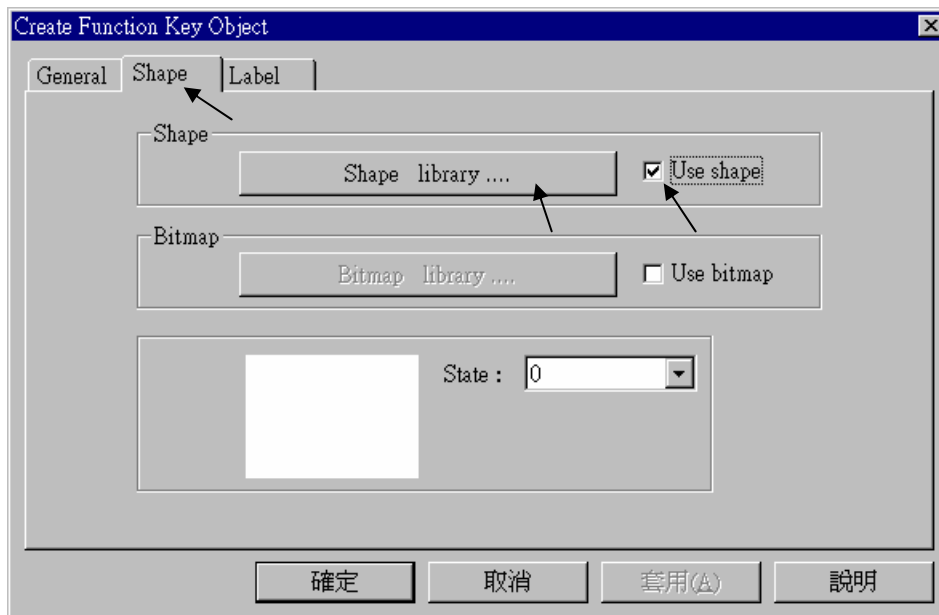 Create Function Key Object
General Shape Label
Shape
Shape library .... Use shape
Bitmap
Bitmap library .... Use bitmap
State : 0
確定 取消 套用(A) 說明